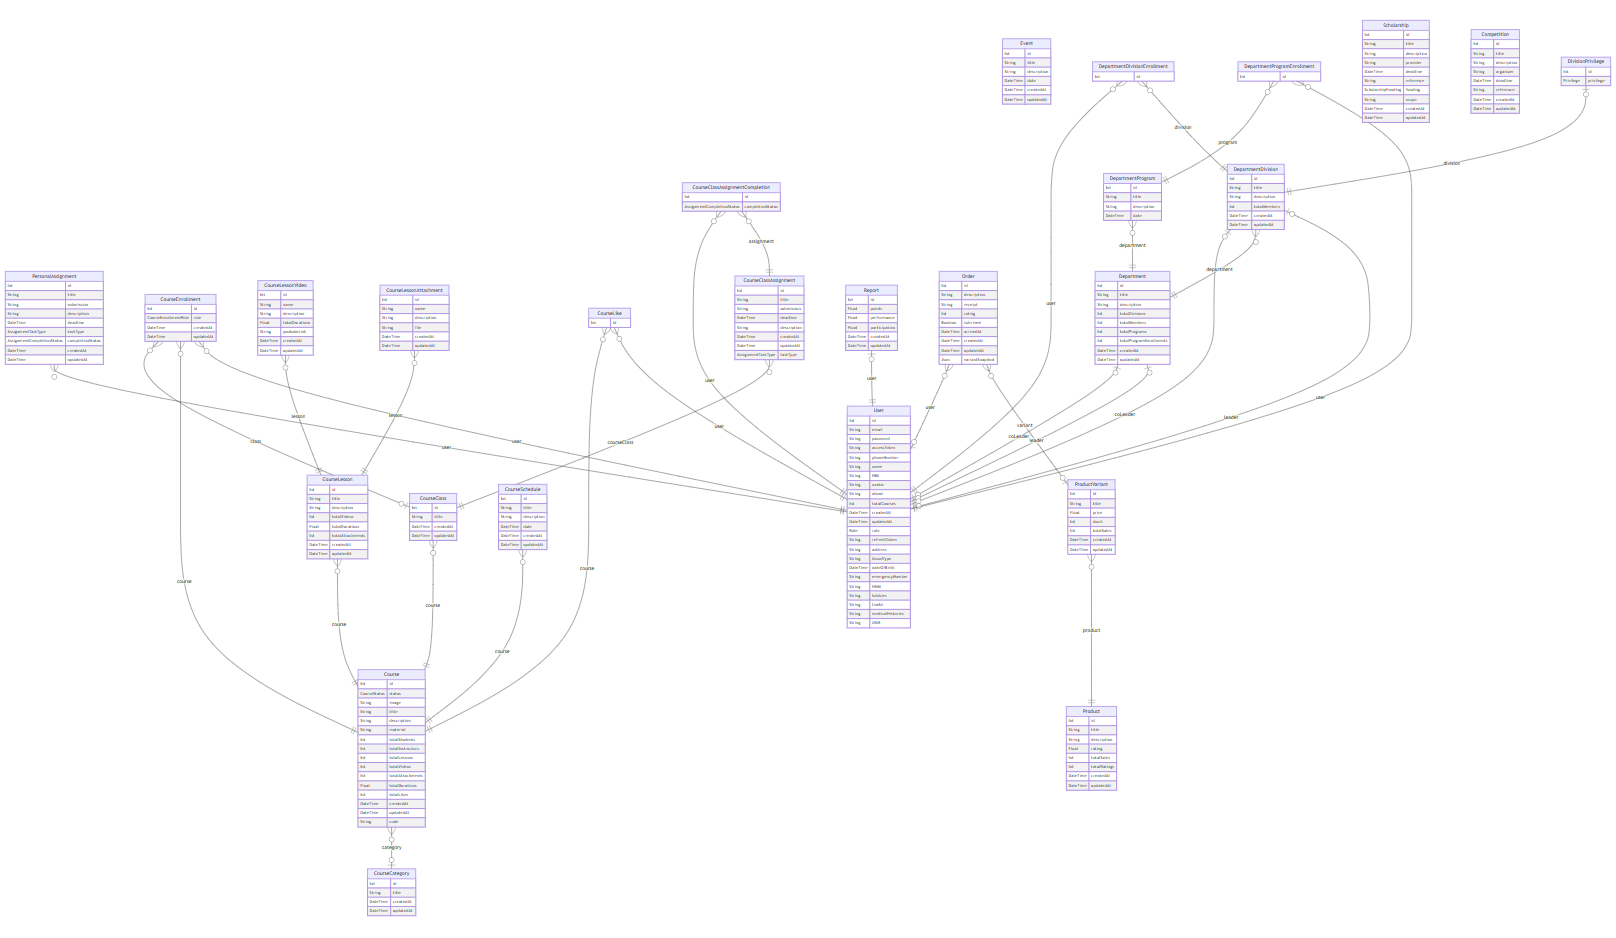 Event
Int id
String title
String description
DateTime date
DateTime createdAt
DateTime updatedAt
DepartmentDivisionEnrollment
Int id
DepartmentProgramEnrollment
Int id
Scholarship
Int id
String title
String description
String provider
DateTime deadline
String reference
ScholarshipFunding funding
String scope
DateTime createdAt
DateTime updatedAt
Competition
Int id
String title
String description
String organizer
DateTime deadline
String reference
DateTime createdAt
DateTime updatedAt
DivisionPrivilege
Int id
Privilege privilege
division
program
division
CourseClassAssignmentCompletion
Int id
AssignmentCompletionStatus completionStatus
DepartmentProgram
Int id
String title
String description
DateTime date
DepartmentDivision
Int id
String title
String description
Int totalMembers
DateTime createdAt
DateTime updatedAt
assignment
department
department
user
PersonalAssignment
Int id
String title
String submission
String description
DateTime deadline
AssignmentTaskType taskType
AssignmentCompletionStatus completionStatus
DateTime createdAt
DateTime updatedAt
CourseEnrollment
Int id
CourseEnrollmentRole role
DateTime createdAt
DateTime updatedAt
CourseLessonVideo
Int id
String name
String description
Float totalDurations
String youtubeLink
DateTime createdAt
DateTime updatedAt
CourseLessonAttachment
Int id
String name
String description
String file
DateTime createdAt
DateTime updatedAt
CourseLike
Int id
CourseClassAssignment
Int id
String title
String submission
DateTime deadline
String description
DateTime createdAt
DateTime updatedAt
AssignmentTaskType taskType
Report
Int id
Float points
Float performance
Float participation
DateTime createdAt
DateTime updatedAt
Order
Int id
String description
String receipt
Int rating
Boolean
DateTime arrivedAt
DateTime createdAt
DateTime updatedAt
Json variantSnapshot
Department
Int id
String title
String description
Int totalDivisions
Int totalMembers
Int totalPrograms
Int totalProgramEnrollments
DateTime createdAt
DateTime updatedAt
user
user
user
coLeader
user
lesson
lesson
leader
variant
user
coLeader
leader
class
user
courseClass
user
User
Int id
String email
String password
String accessToken
String phoneNumber
String name
String
String avatar
String about
Int totalCourses
DateTime createdAt
DateTime updatedAt
Role role
String refreshToken
String address
String bloodType
DateTime dateOfBirth
String emergencyNumber
String
String hobbies
String lineId
String medicalHistories
String
CourseLesson
Int id
String title
String description
Int totalVideos
Float totalDurations
Int totalAttachments
DateTime createdAt
DateTime updatedAt
CourseClass
Int id
String title
DateTime createdAt
DateTime updatedAt
CourseSchedule
Int id
String title
String description
DateTime date
DateTime createdAt
DateTime updatedAt
ProductVariant
Int id
String title
Float price
Int stock
Int totalSales
DateTime createdAt
DateTime updatedAt
course
course
course
course
course
product
Course
Int id
CourseStatus status
String image
String title
String description
String material
Int totalStudents
Int totalInstructors
Int totalLessons
Int totalVideos
Int totalAttachments
Float totalDurations
Int totalLikes
DateTime createdAt
DateTime updatedAt
String code
Product
Int id
String title
String description
Float rating
Int totalSales
Int totalRatings
DateTime createdAt
DateTime updatedAt
category
CourseCategory
Int id
String title
DateTime createdAt
DateTime updatedAt